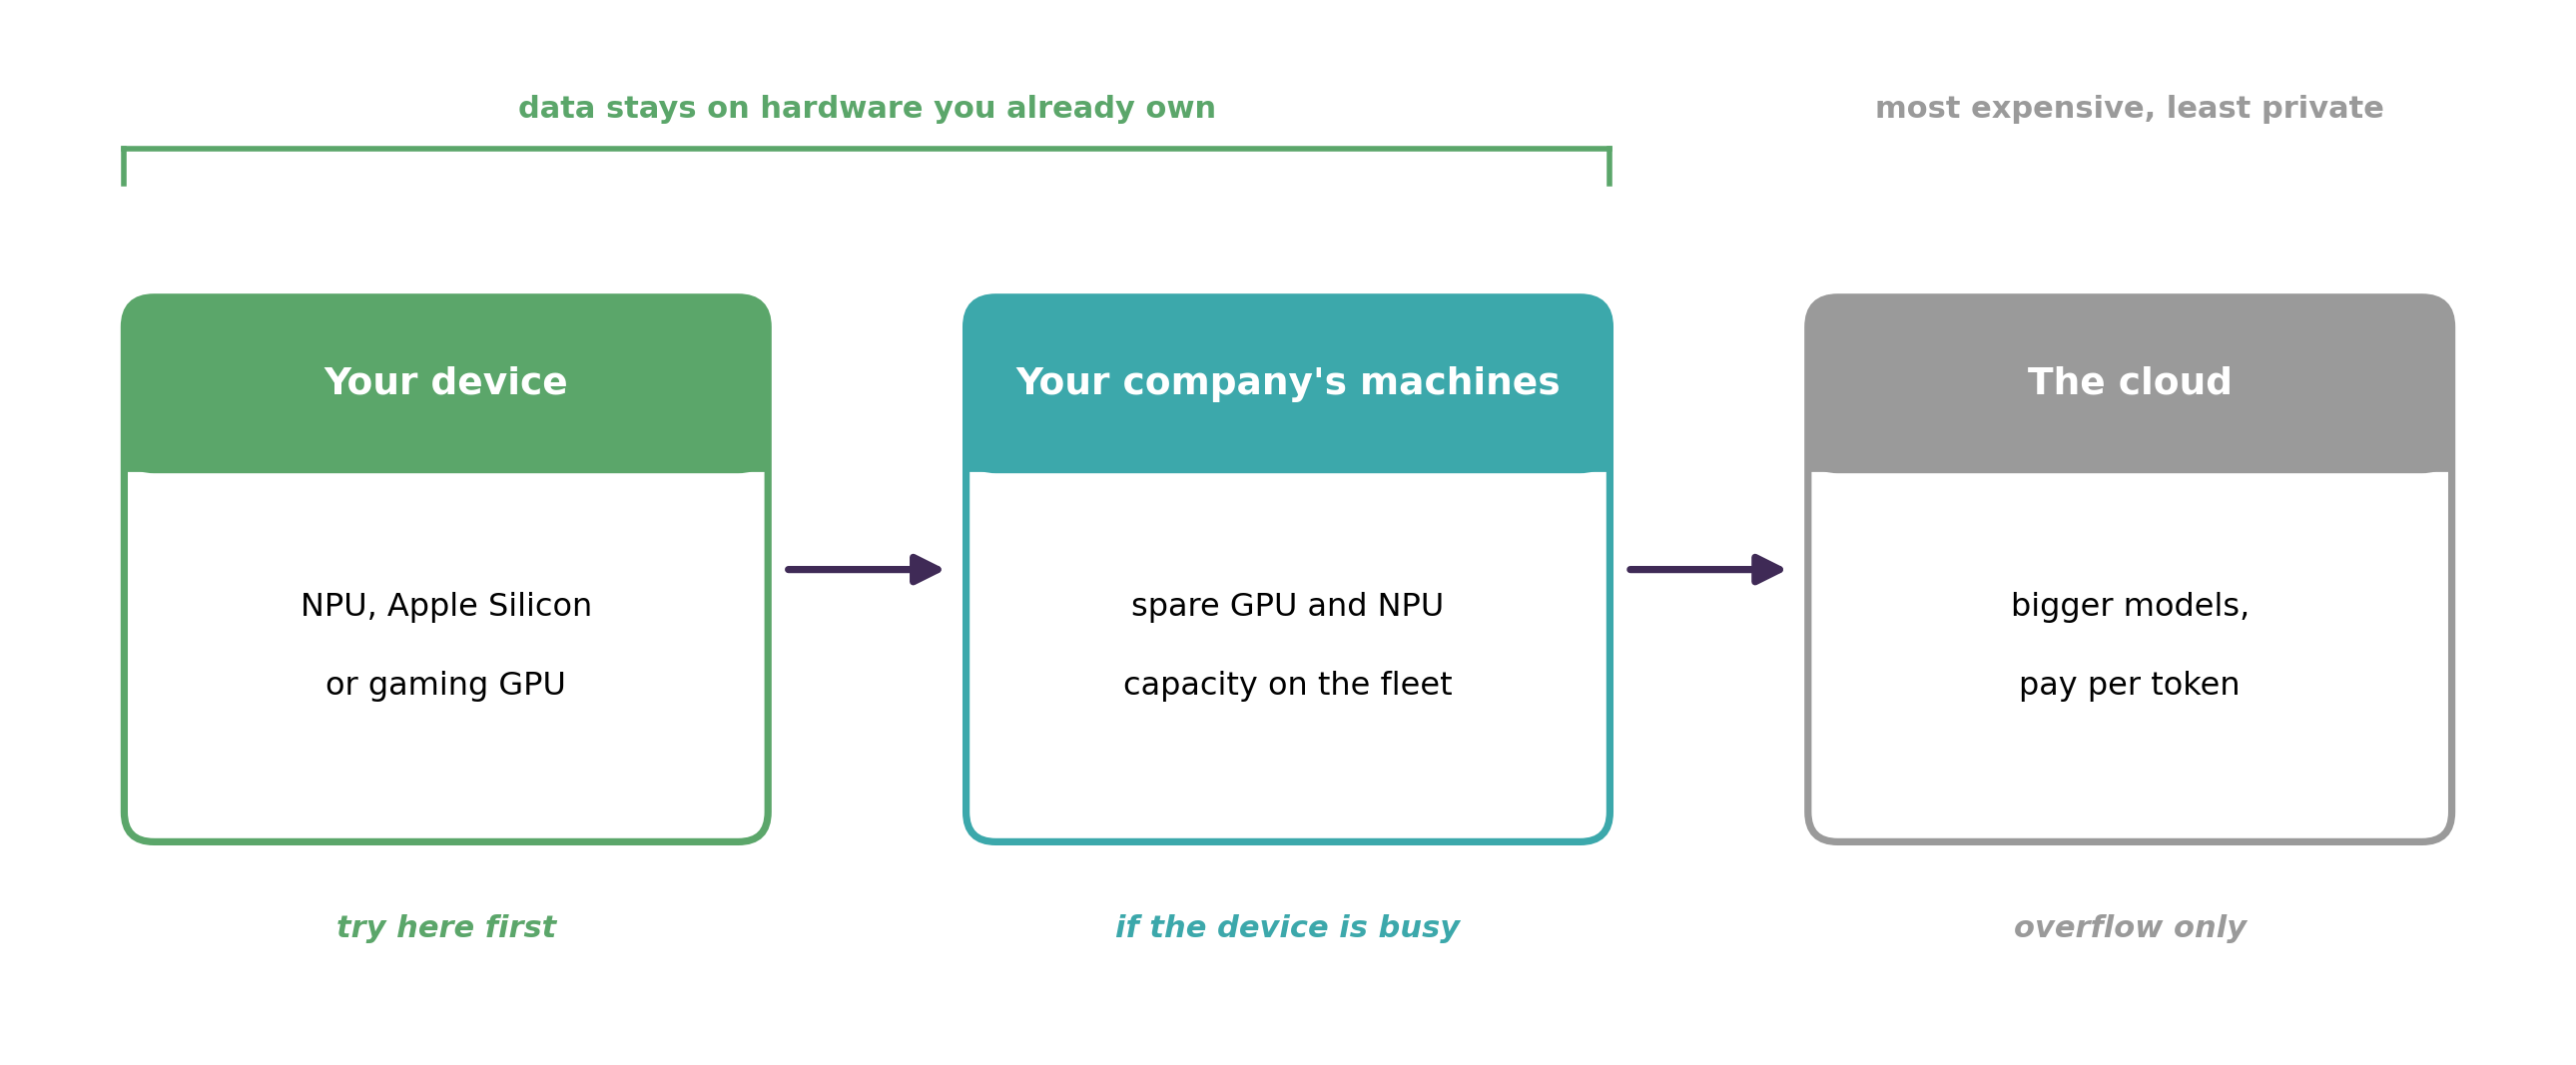 data stays on hardware you already own
most expensive, least private
Your device
NPU, Apple Silicon
or gaming GPU
try here first
Your company's machines
spare GPU and NPU
capacity on the fleet
if the device is busy
The cloud
bigger models,
pay per token
overflow only